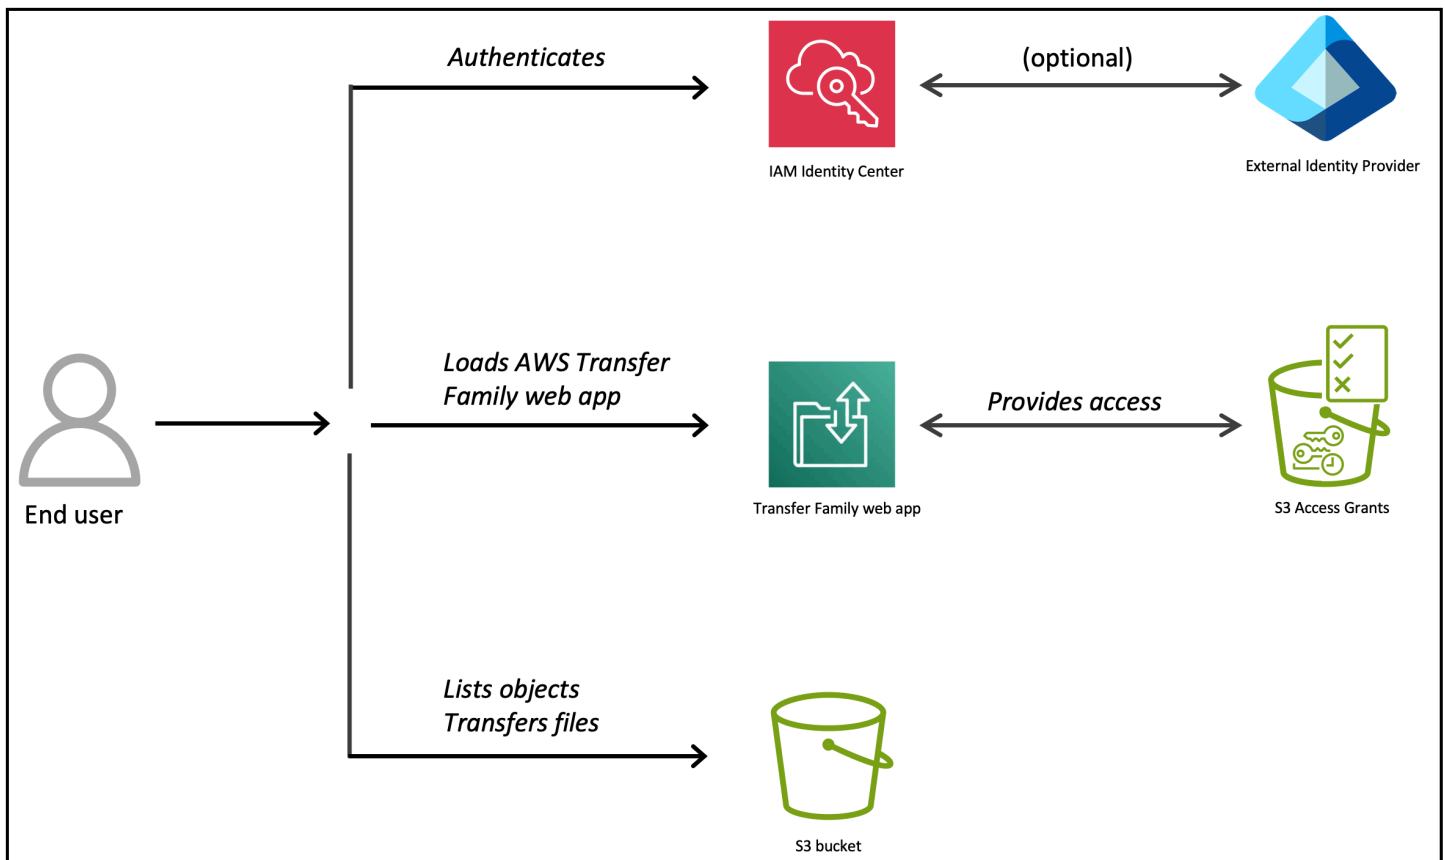 Authenticates
(optional)
IAM Identity Center
External Identity Provider
Loads AWS Transfer
Family web app
Provides access
End user
Transfer Family web app
S3 Access Grants
Lists objects
Transfers files
S3 bucket